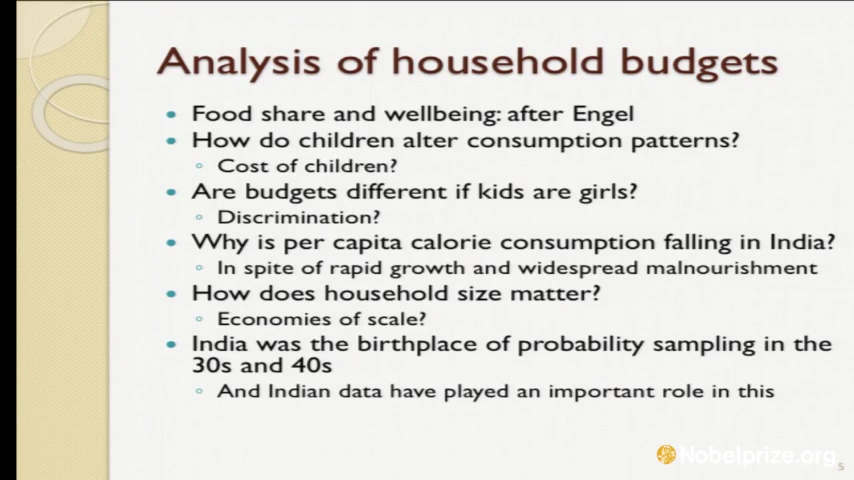 Analysis of household budgets
• Food share and wellbeing: after Engel
• How do children alter consumption patterns?
◦ Cost of children?
• Are budgets different if kids are girls?
◦ Discrimination?
• Why is per capita calorie consumption falling in India?
◦ In spite of rapid growth and widespread malnourishment
• How does household size matter?
◦ Economies of scale?
• India was the birthplace of probability sampling in the
30s and 40s
◦ And Indian data have played an important role in this
Nobelprize.org
5